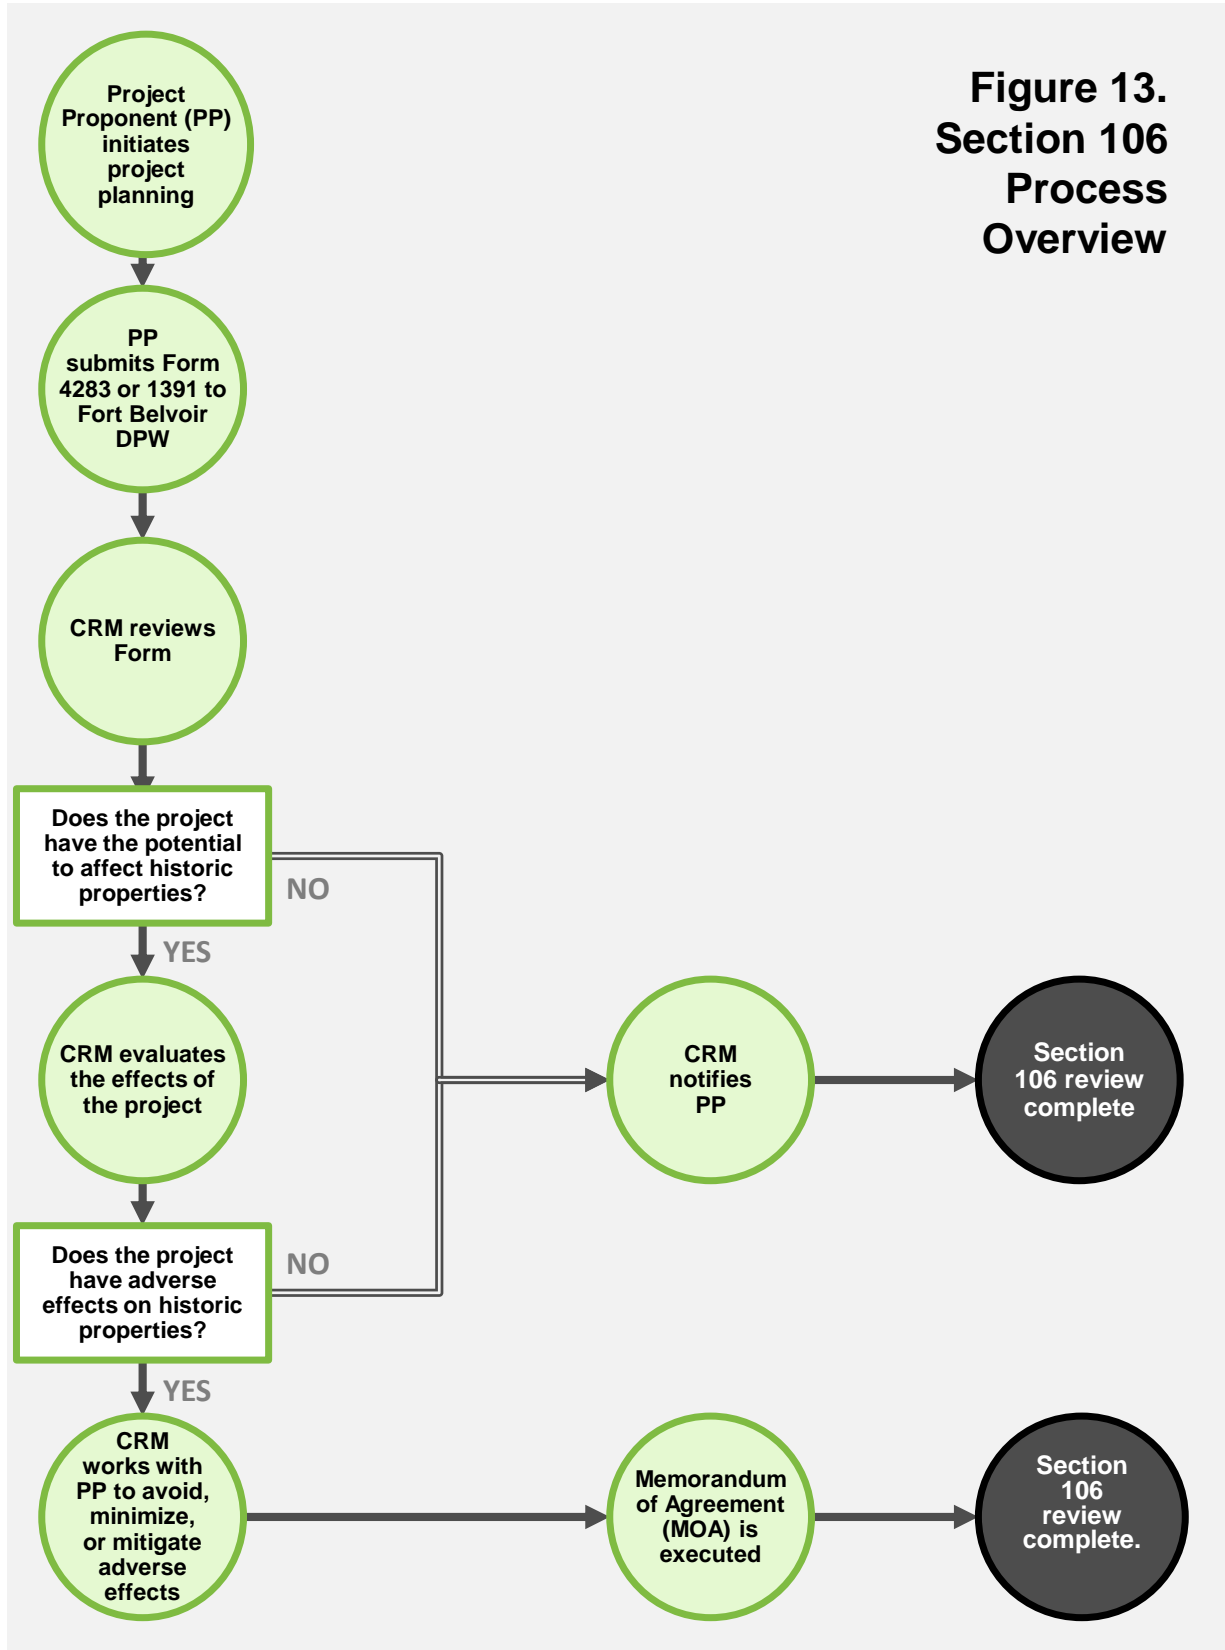 Figure 13.
Section 106
Process
Overview
Project
Proponent (PP)
initiates
project
planning
PP
submits Form
4283 or 1391 to
Fort Belvoir
DPW
CRM reviews
Form
Does the project
have the potential
to affect historic
properties?
NO
YES
CRM evaluates
the effects of
the project
CRM
notifies
PP
Section
106 review
complete
Does the project
have adverse
effects on historic
properties?
NO
YES
CRM
works with
PP to avoid,
minimize,
or mitigate
adverse
effects
Memorandum
of Agreement
(MOA) is
executed
Section
106
review
complete.